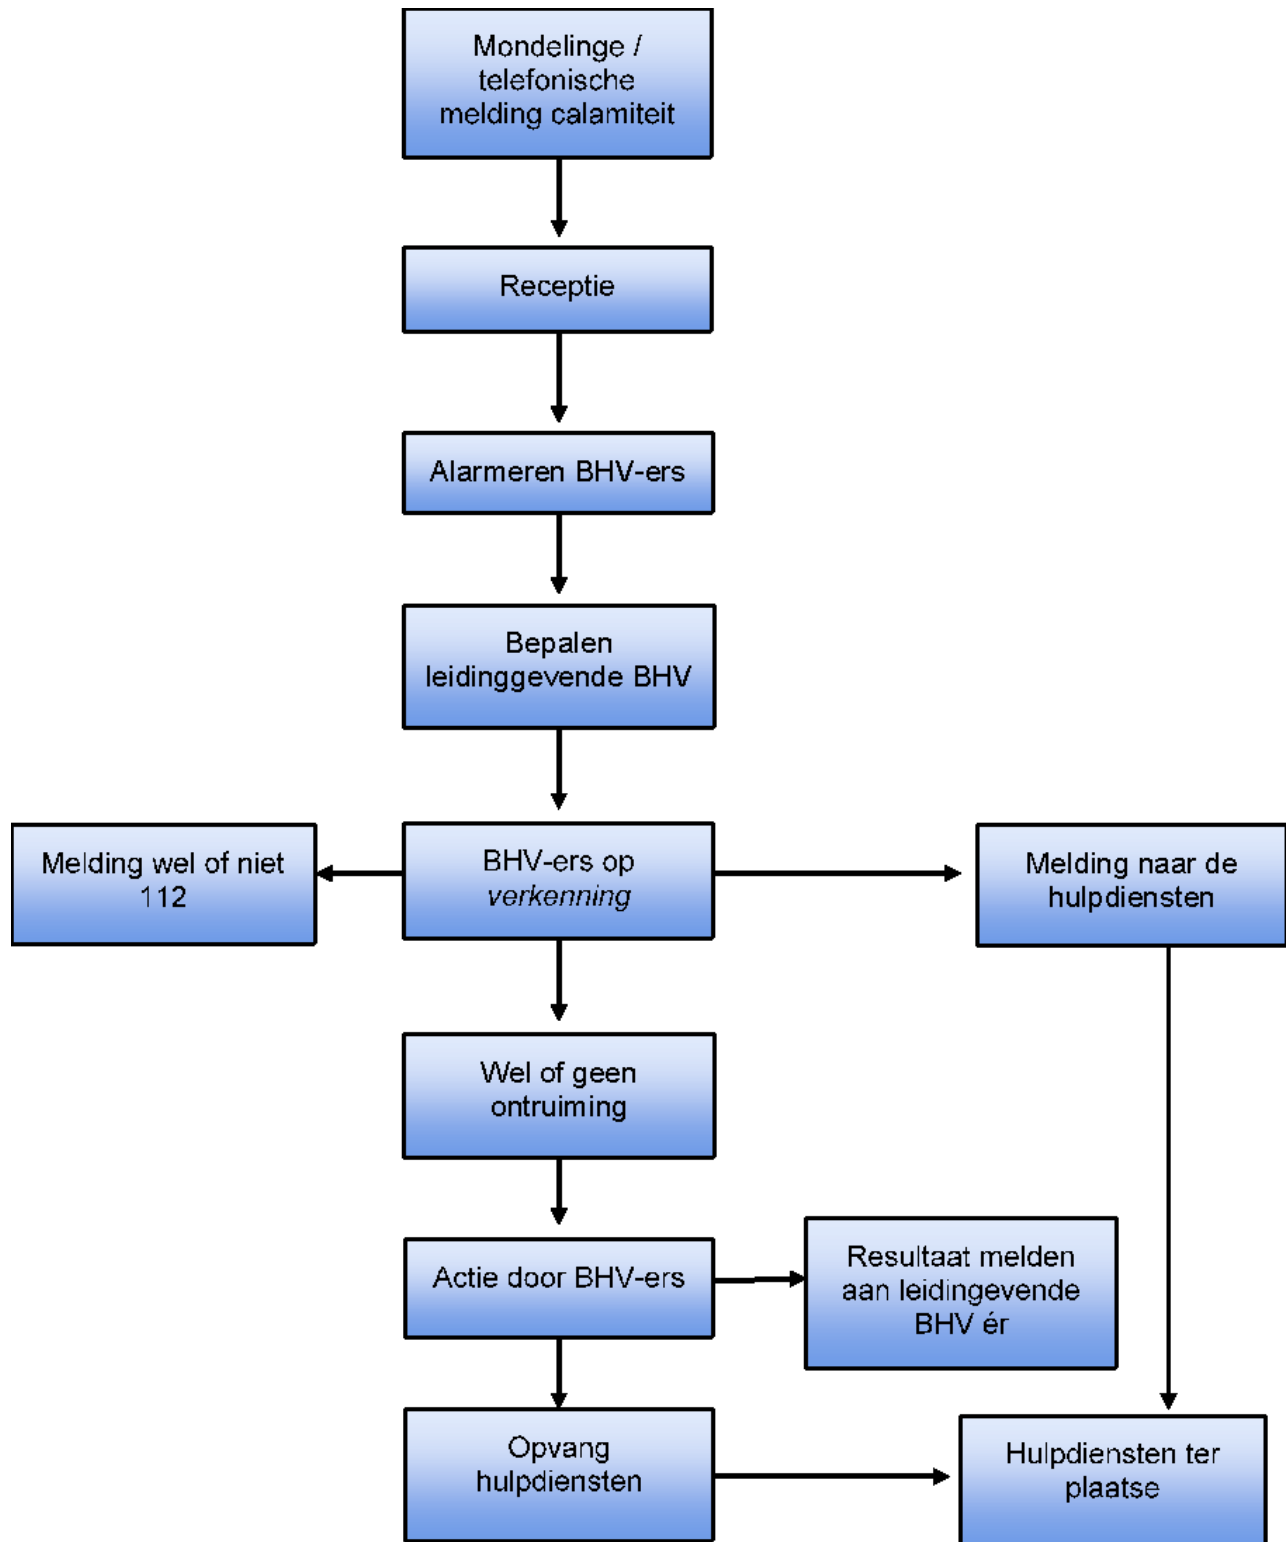 Mondelinge /
telefonische
melding calamiteit
Receptie
Alarmeren BHV-ers
Bepalen
leidinggevende BHV
Melding wel of niet
112
BHV-ers op
verkenning
Melding naar de
hulpdiensten
Wel of geen
ontruiming
Actie door BHV-ers
Resultaat melden
aan leidingevende
BHV ér
Opvang
hulpdiensten
Hulpdiensten ter
plaatse